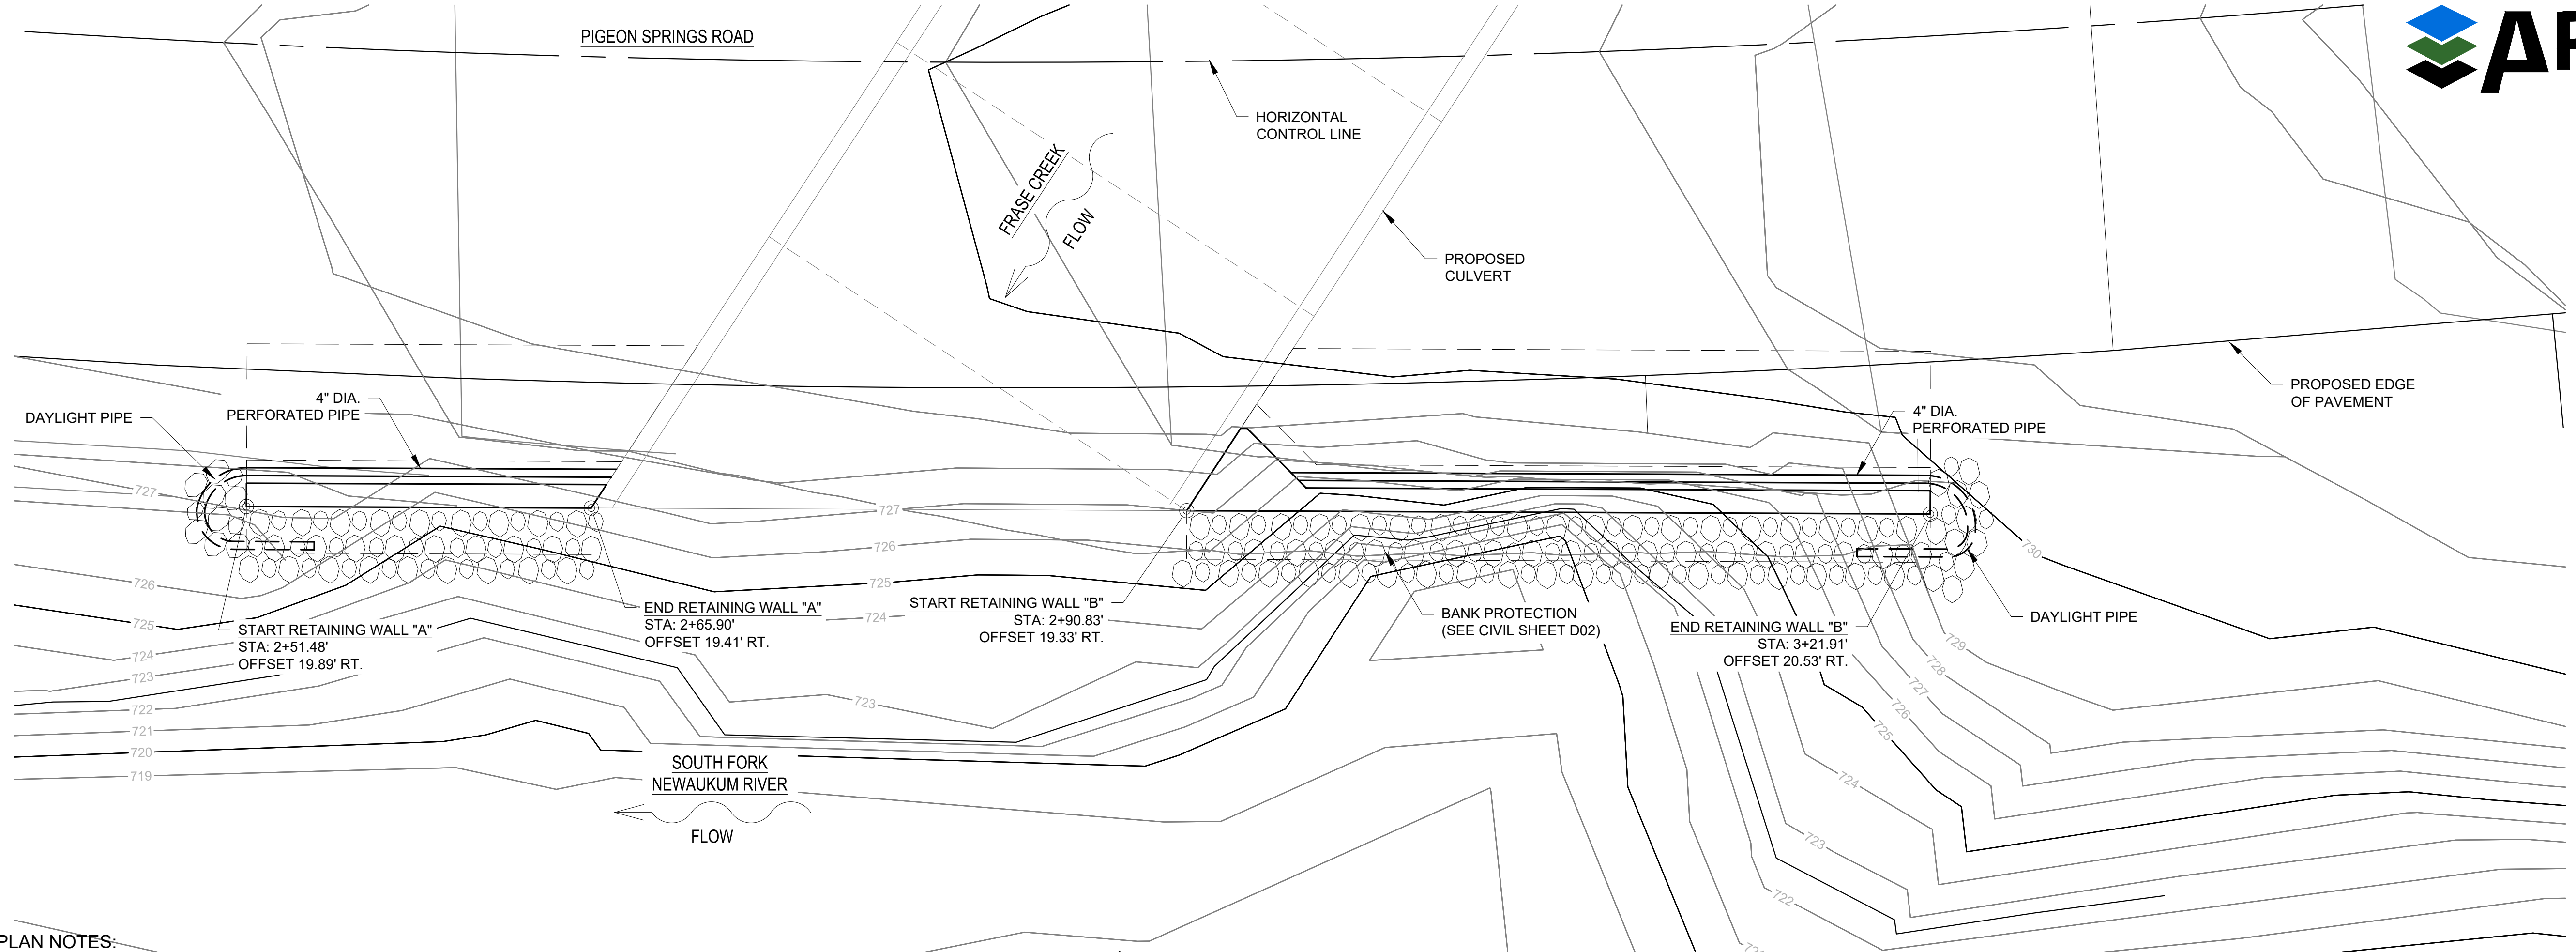 PIGEON SPRINGS ROAD
HORIZONTAL
CONTROL LINE
FRASE CREEK
FLOW
PROPOSED
CULVERT
PROPOSED EDGE
OF PAVEMENT
DAYLIGHT PIPE
4" DIA.
PERFORATED PIPE
4" DIA.
PERFORATED PIPE
727
727
726
726
725
725
724
724
723
723
722
721
720
719
730
729
728
727
726
725
724
723
722
START RETAINING WALL "A"
STA: 2+51.48'
OFFSET 19.89' RT.
END RETAINING WALL "A"
STA: 2+65.90'
OFFSET 19.41' RT.
START RETAINING WALL "B"
STA: 2+90.83'
OFFSET 19.33' RT.
BANK PROTECTION
(SEE CIVIL SHEET D02)
END RETAINING WALL "B"
STA: 3+21.91'
OFFSET 20.53' RT.
DAYLIGHT PIPE
SOUTH FORK
NEWAUKUM RIVER
FLOW
PLAN NOTES: